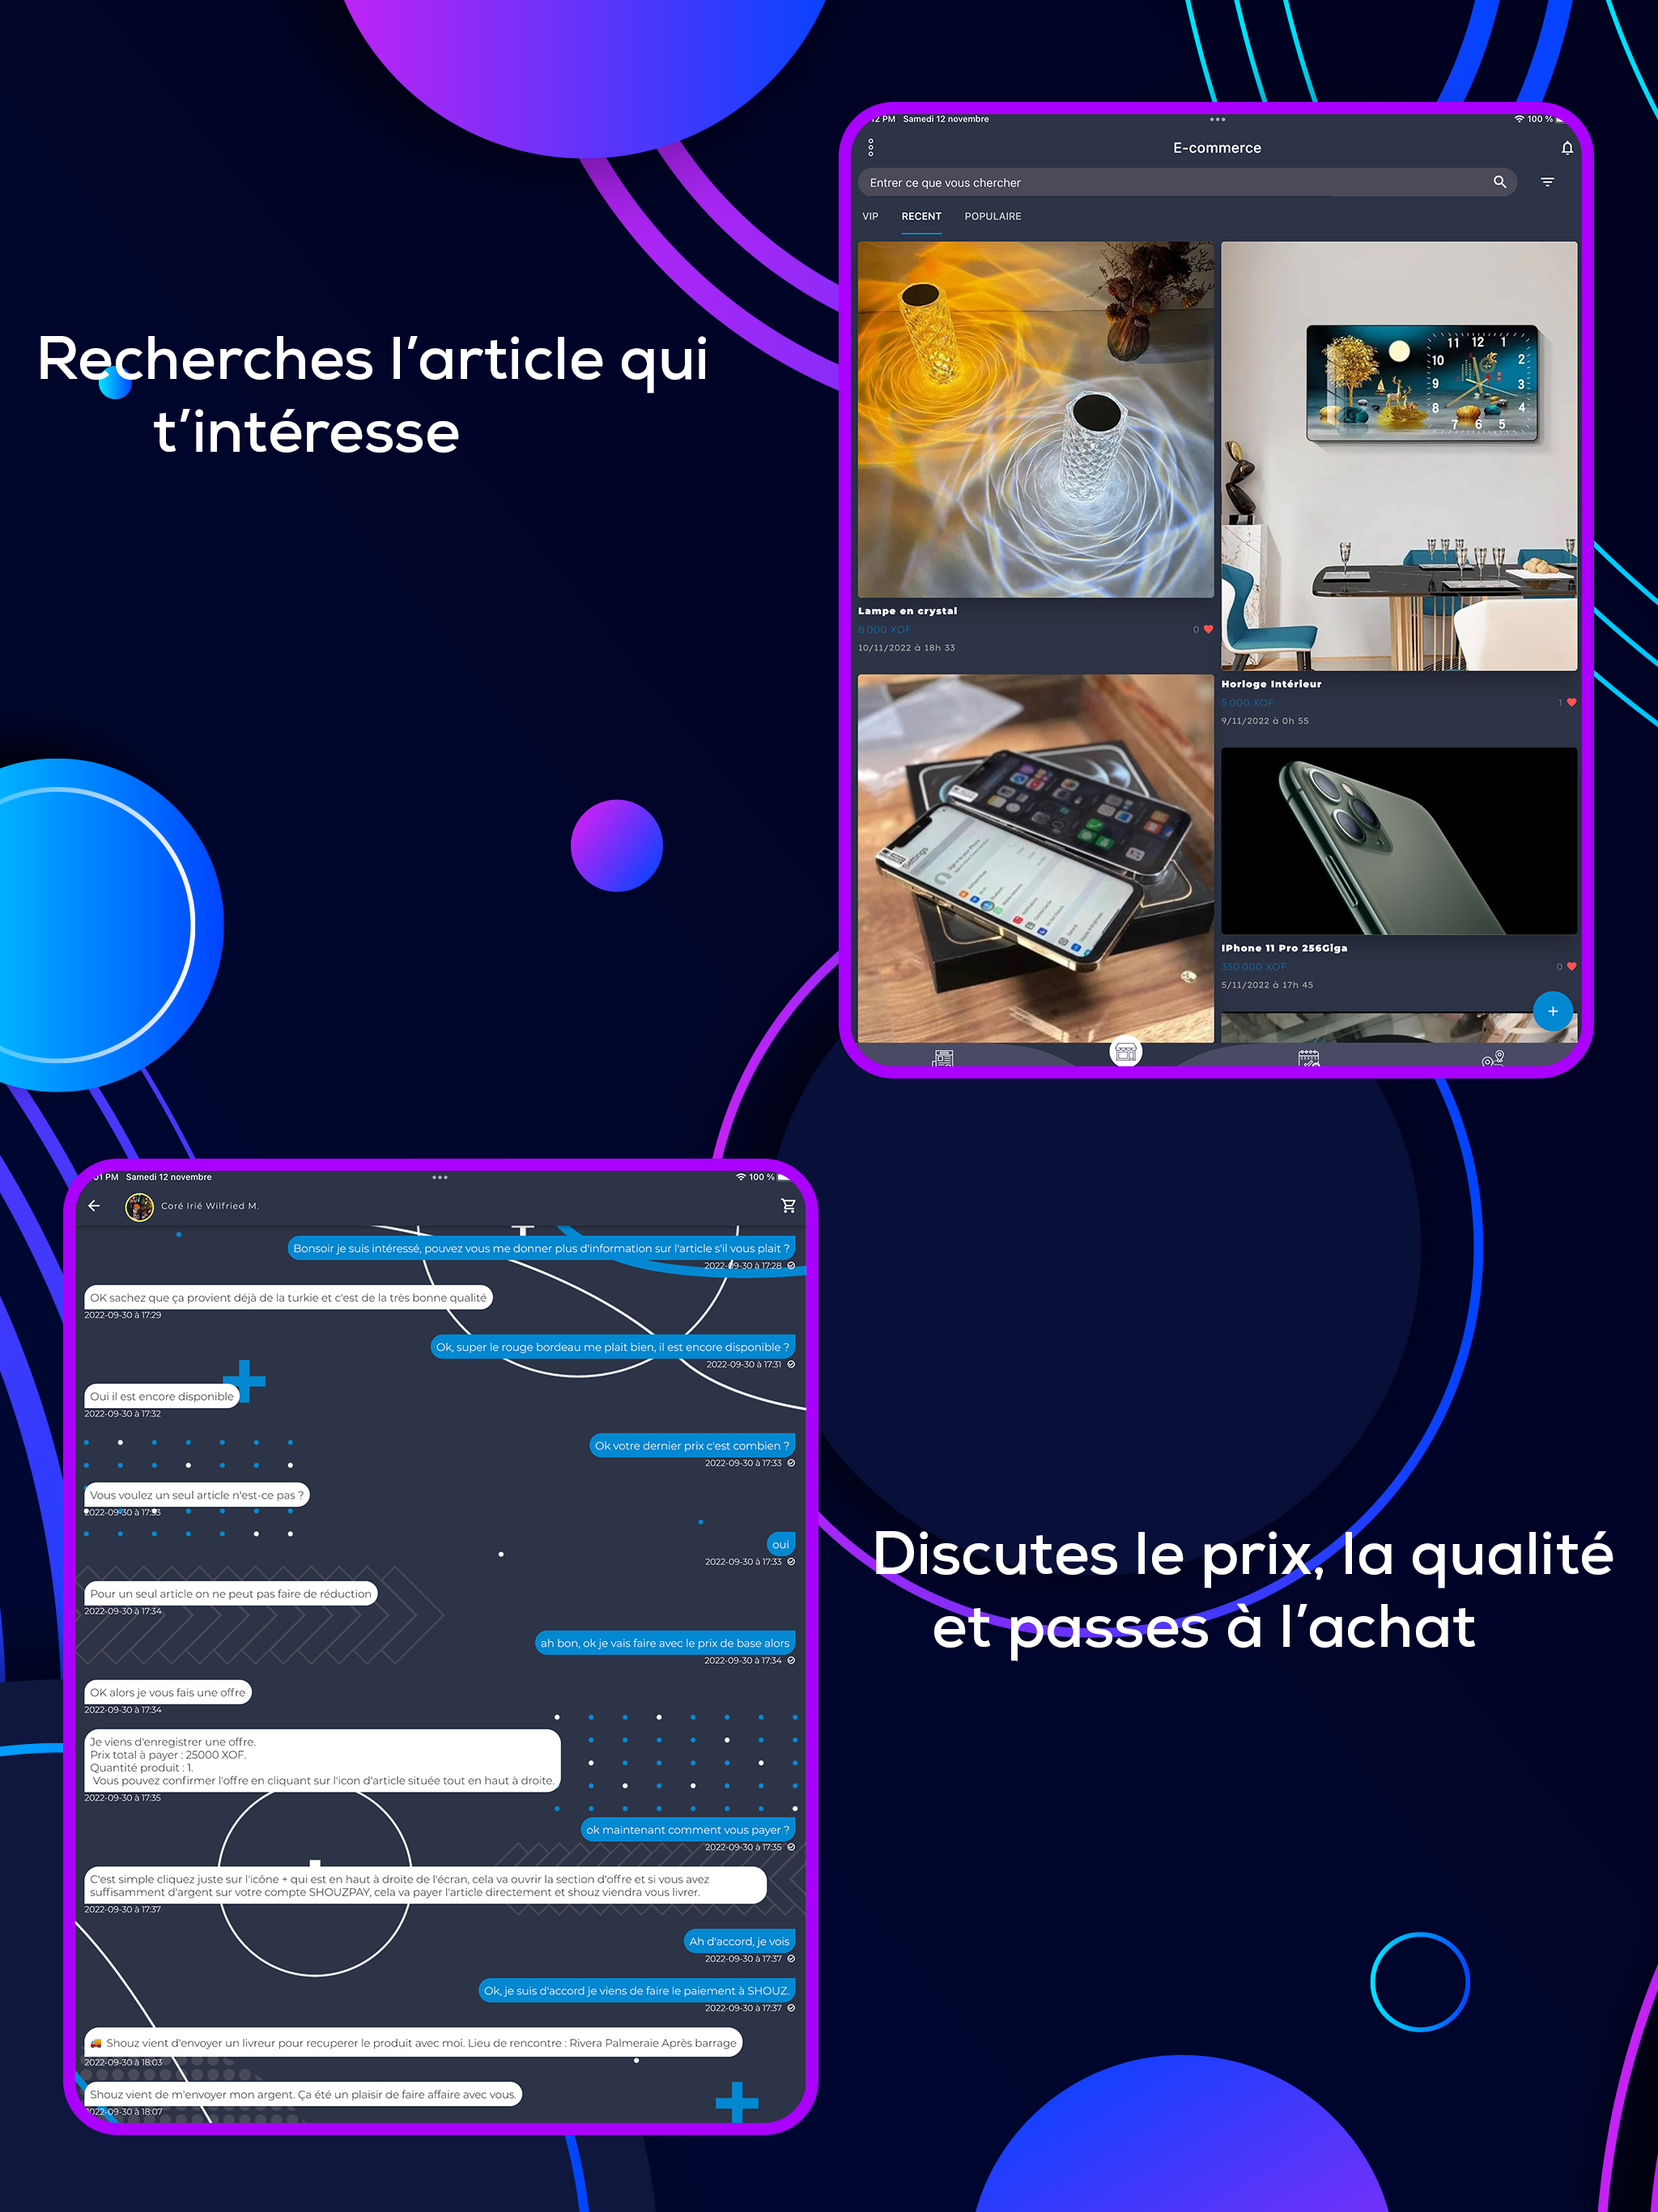 Recherches l'article qui
t'intéresse
12 PM Samedi 12 novembre
100 %
E-commerce
Entrer ce que vous chercher
VIP RECENT POPULAIRE
11 12 1
10 2
9 3
8 4
7 6 5
Lampe en crystal
8 000 XOF 0
10/11/2022 à 18h 33
Horloge Intérieur
5 000 XOF 1
9/11/2022 à 0h 55
Settings
IPhone 11 Pro 256Giga
350 000 XOF 0
5/11/2022 à 17h 45
+
01 PM Samedi 12 novembre
100 %
Coré Irié Wilfried M.
Bonsoir je suis intéressé, pouvez vous me donner plus d'information sur l'article s'il vous plait ?
2022-09-30 à 17:28
OK sachez que ça provient déjà de la turkie et c'est de la très bonne qualité
2022-09-30 à 17:29
Ok, super le rouge bordeau me plait bien, il est encore disponible ?
2022-09-30 à 17:31
Oui il est encore disponible
2022-09-30 à 17:32
Ok votre dernier prix c'est combien ?
2022-09-30 à 17:33
Vous voulez un seul article n'est-ce pas ?
2022-09-30 à 17:33
oui
2022-09-30 à 17:33
Pour un seul article on ne peut pas faire de réduction
2022-09-30 à 17:34
ah bon, ok je vais faire avec le prix de base alors
2022-09-30 à 17:34
OK alors je vous fais une offre
2022-09-30 à 17:34
Je viens d'enregistrer une offre.
Prix total à payer : 25000 XOF.
Quantité produit : 1.
Vous pouvez confirmer l'offre en cliquant sur l'icon d'article située tout en haut à droite.
2022-09-30 à 17:35
ok maintenant comment vous payer ?
2022-09-30 à 17:35
C'est simple cliquez juste sur l'icône + qui est en haut à droite de l'écran, cela va ouvrir la section d'offre et si vous avez
suffisamment d'argent sur votre compte SHOUZPAY, cela va payer l'article directement et shouz viendra vous livrer.
2022-09-30 à 17:37
Ah d'accord, je vois
2022-09-30 à 17:37
Ok, je suis d'accord je viens de faire le paiement à SHOUZ.
2022-09-30 à 17:37
Shouz vient d'envoyer un livreur pour recuperer le produit avec moi. Lieu de rencontre : Rivera Palmeraie Après barrage
2022-09-30 à 18:03
Shouz vient de m'envoyer mon argent. Ça été un plaisir de faire affaire avec vous.
2022-09-30 à 18:07
Discutes le prix, la qualité
et passes à l'achat